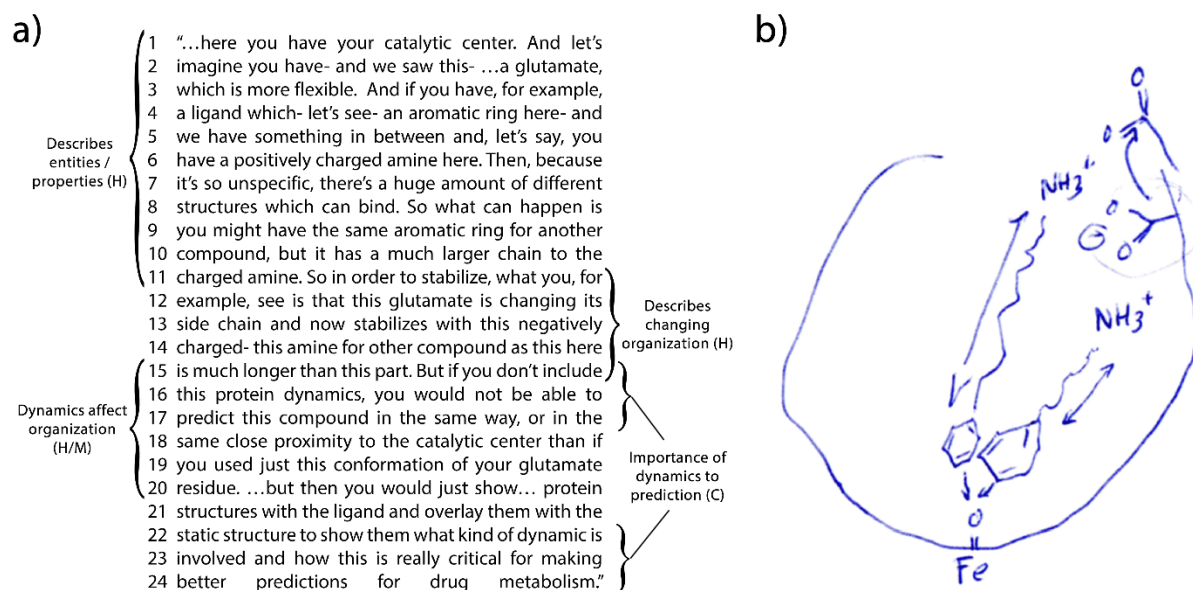 a)
1 “…here you have your catalytic center. And let’s
2 imagine you have- and we saw this- …a glutamate,
3 which is more flexible. And if you have, for example,
4 a ligand which- let’s see- an aromatic ring here- and
5 we have something in between and, let’s say, you
6 have a positively charged amine here. Then, because
7 it’s so unspecific, there’s a huge amount of different
8 structures which can bind. So what can happen is
9 you might have the same aromatic ring for another
10 compound, but it has a much larger chain to the
11 charged amine. So in order to stabilize, what you, for
12 example, see is that this glutamate is changing its
13 side chain and now stabilizes with this negatively
14 charged- this amine for other compound as this here
15 is much longer than this part. But if you don’t include
16 this protein dynamics, you would not be able to
17 predict this compound in the same way, or in the
18 same close proximity to the catalytic center than if
19 you used just this conformation of your glutamate
20 residue. …but then you would just show… protein
21 structures with the ligand and overlay them with the
22 static structure to show them what kind of dynamic is
23 involved and how this is really critical for making
24 better predictions for drug metabolism.”
Describes
entities /
properties (H)
Dynamics affect
organization
(H/M)
Describes
changing
organization (H)
Importance of
dynamics to
prediction (C)
b)
O
O
NH3+
O
O
NH3+
O
Fe